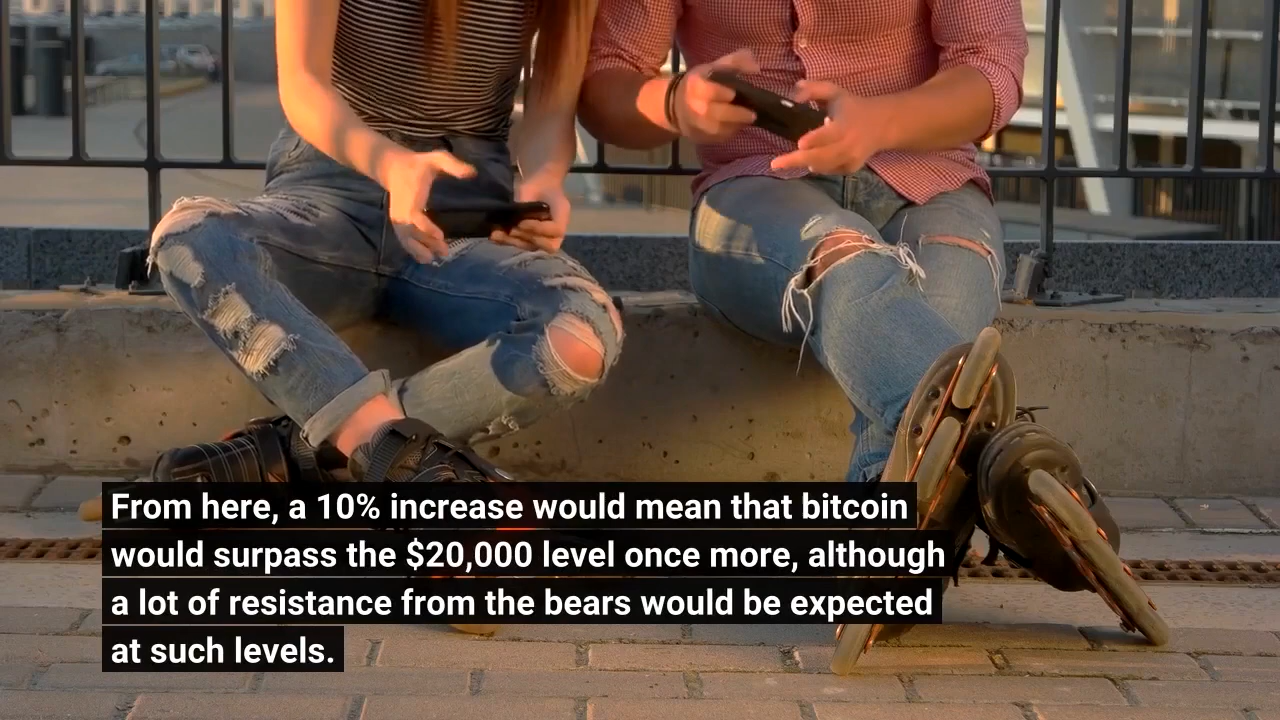 From here, a 10% increase would mean that bitcoin
would surpass the $20,000 level once more, although
a lot of resistance from the bears would be expected
at such levels.